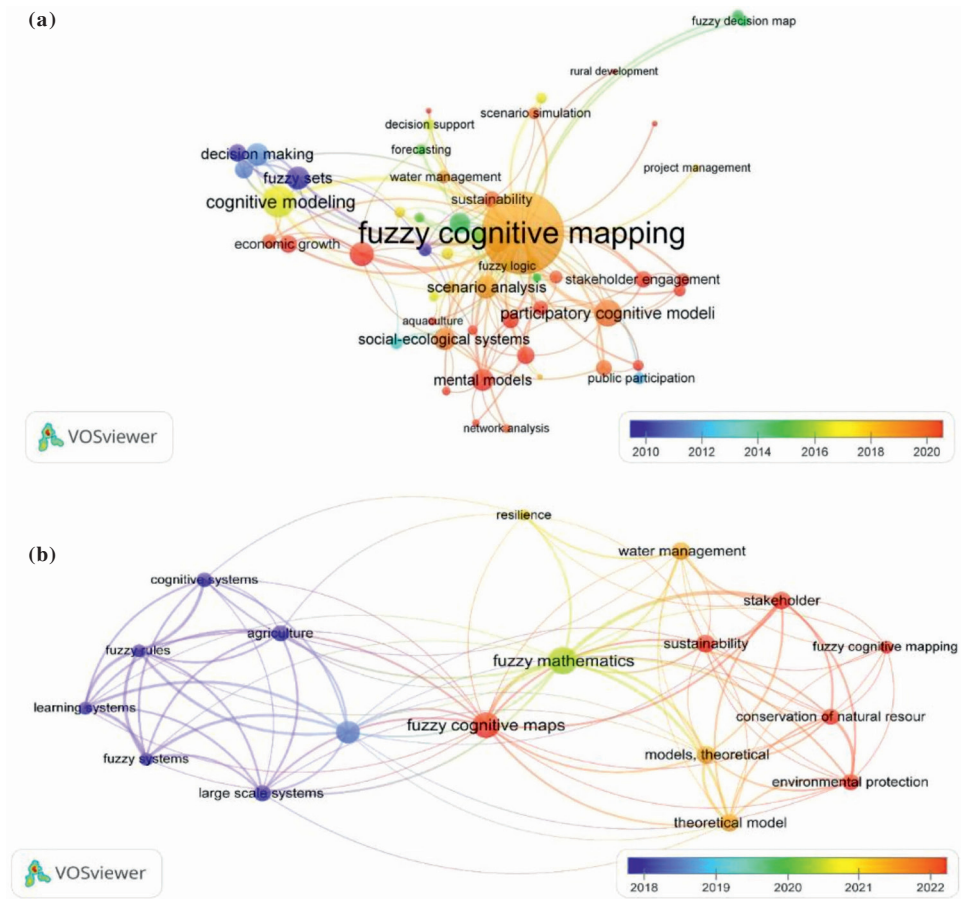 (a)
fuzzy decision map
rural development
scenario simulation
decision support
forecasting
decision making
water management
project management
fuzzy sets
sustainability
cognitive modeling
fuzzy cognitive mapping
economic growth
fuzzy logic
stakeholder engagement
scenario analysis
participatory cognitive modeli
aquaculture
social-ecological systems
mental models
public participation
network analysis
VOSviewer
2010 2012 2014 2016 2018 2020
(b)
resilience
water management
cognitive systems
stakeholder
agriculture
sustainability
fuzzy cognitive mapping
fuzzy rules
fuzzy mathematics
learning systems
conservation of natural resour
fuzzy cognitive maps
fuzzy systems
models, theoretical
environmental protection
large scale systems
theoretical model
VOSviewer
2018 2019 2020 2021 2022